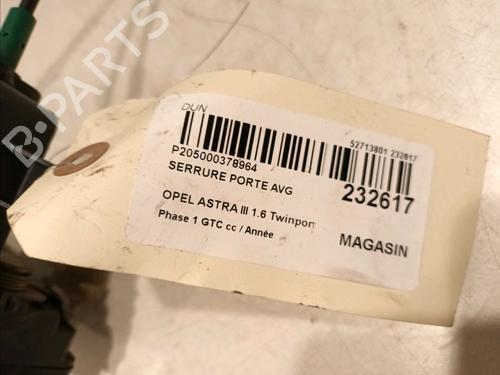 DUN
52713801 232617
P205000378964
SERRURE PORTE AVG
232617
OPEL ASTRA III 1.6 Twinport
Phase 1 GTC cc / Année
MAGASIN
B-PARTS